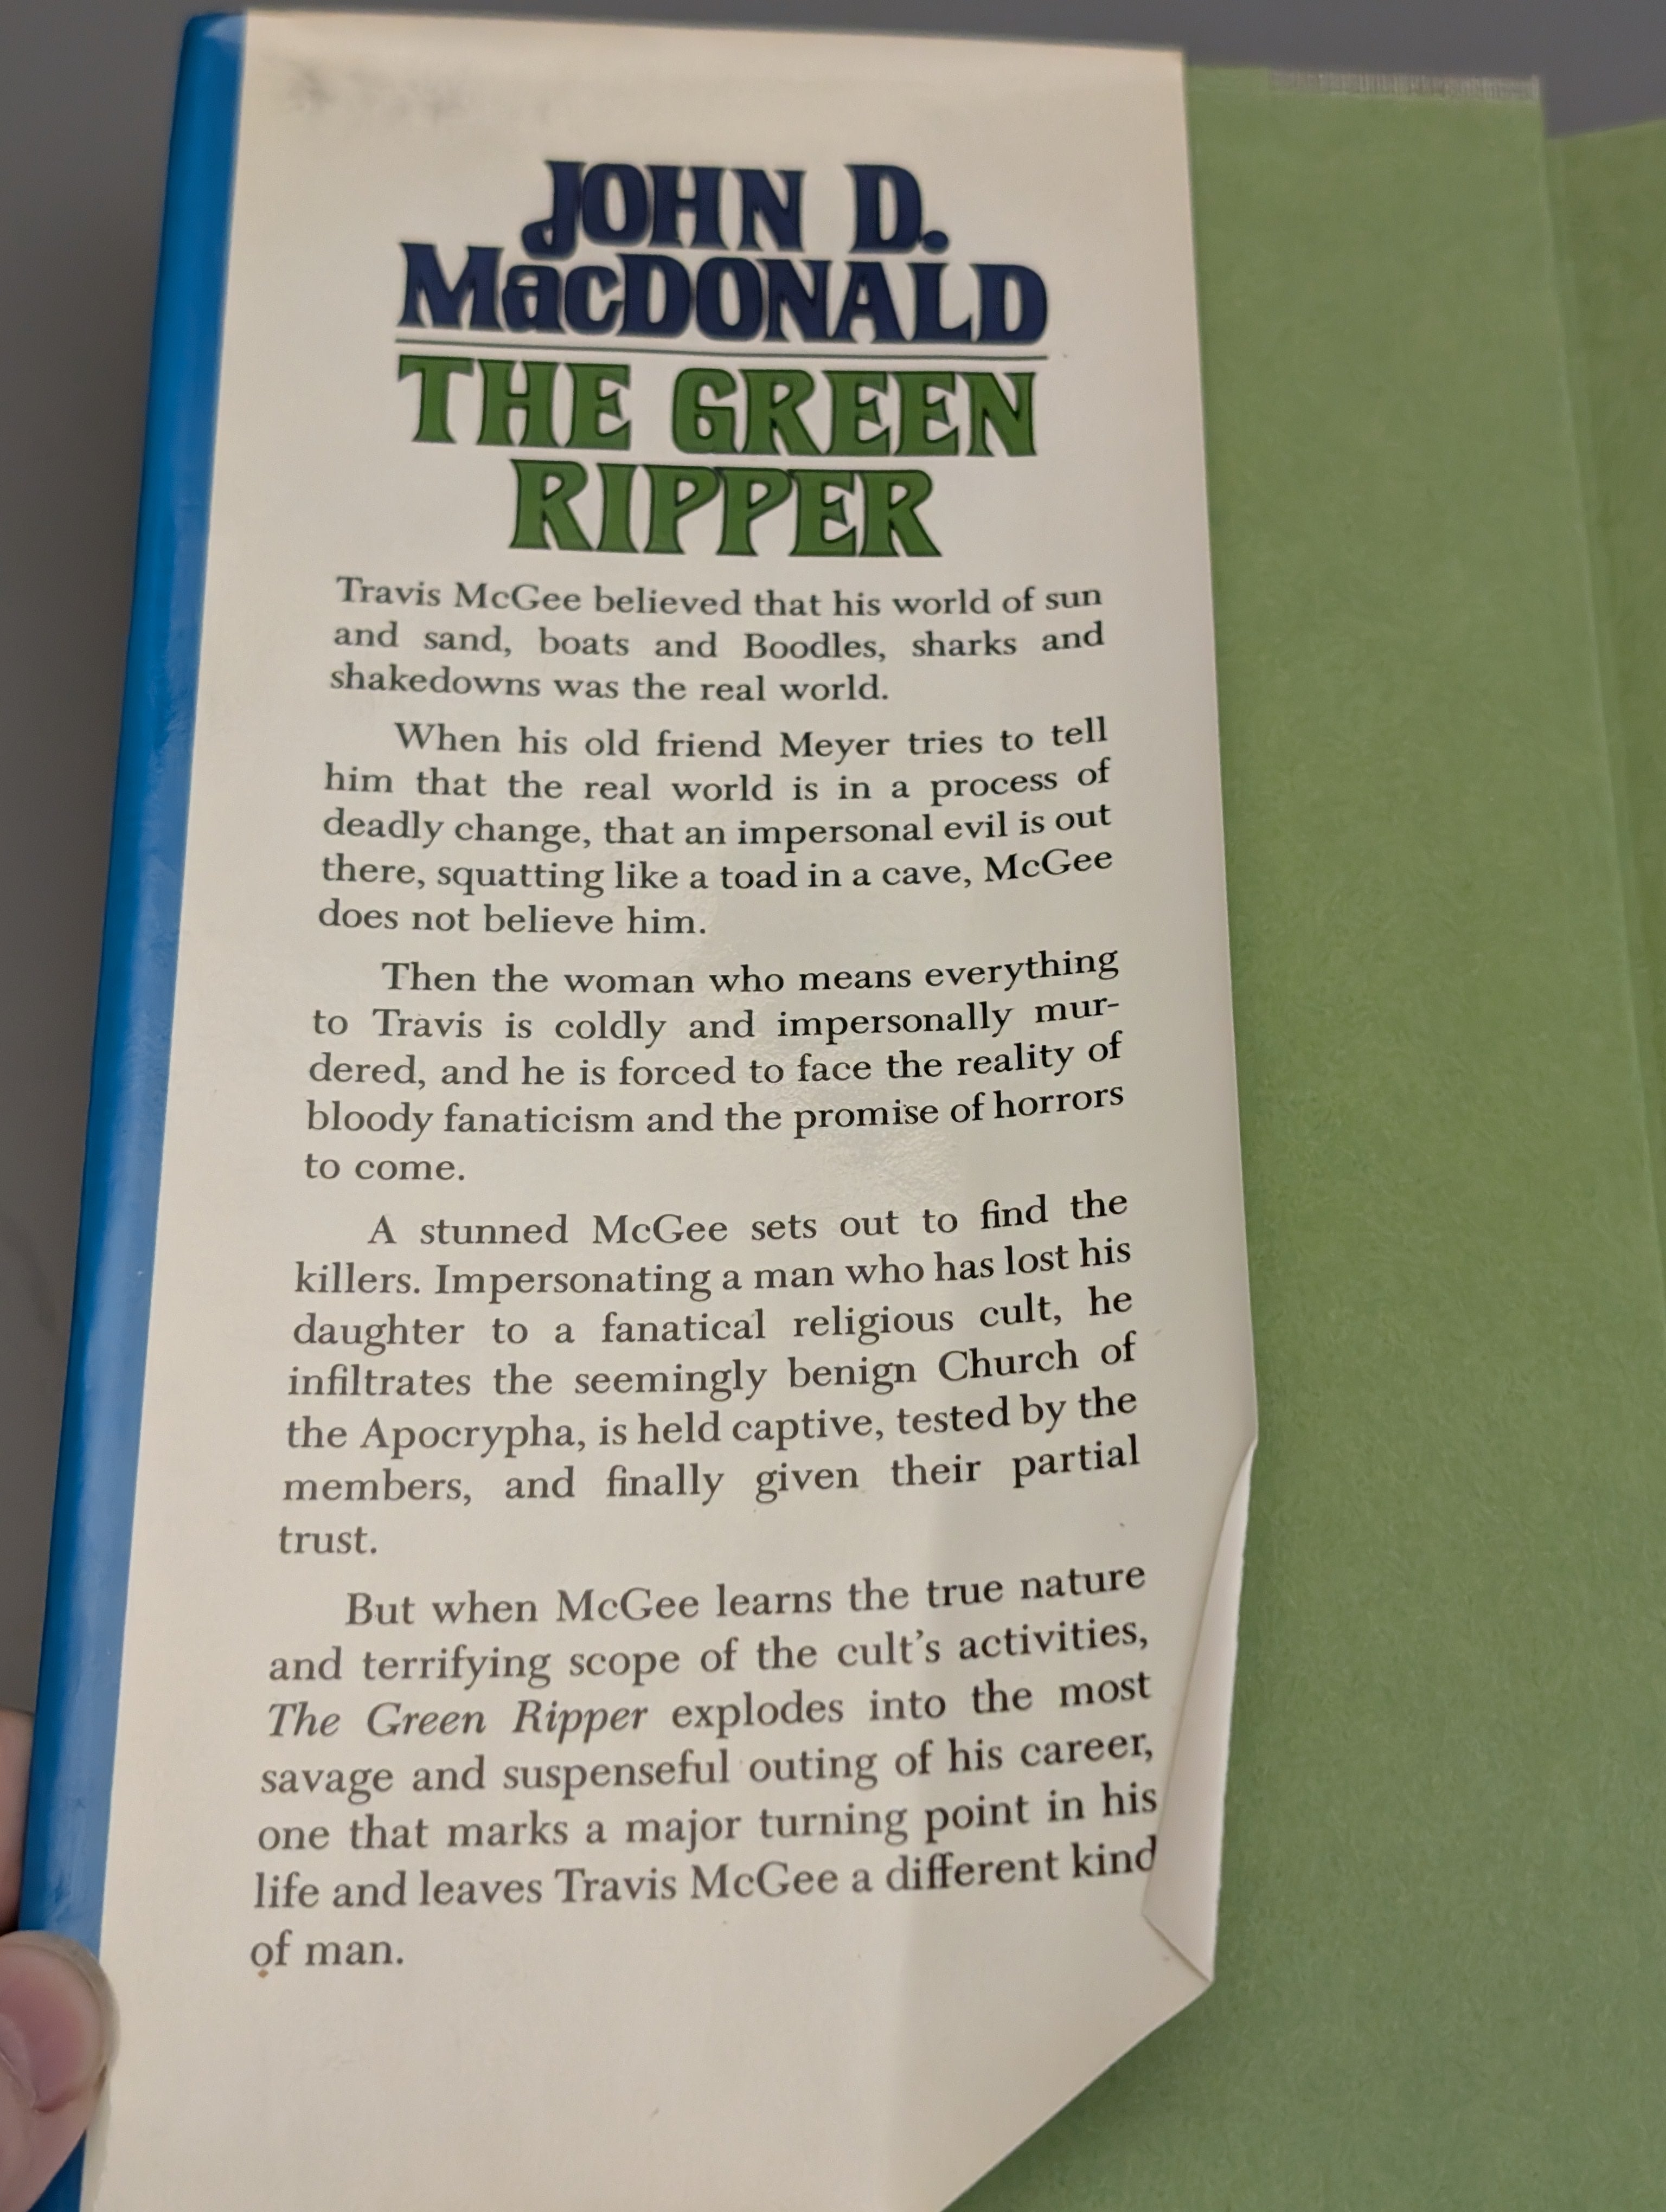 JOHN D.
MacDONALD
THE GREEN
RIPPER
Travis McGee believed that his world of sun
and sand, boats and Boodles, sharks and
shakedowns was the real world.
When his old friend Meyer tries to tell
him that the real world is in a process of
deadly change, that an impersonal evil is out
there, squatting like a toad in a cave, McGee
does not believe him.
Then the woman who means everything
to Travis is coldly and impersonally mur-
dered, and he is forced to face the reality of
bloody fanaticism and the promise of horrors
to come.
A stunned McGee sets out to find the
killers. Impersonating a man who has lost his
daughter to a fanatical religious cult, he
infiltrates the seemingly benign Church of
the Apocrypha, is held captive, tested by the
members, and finally given their partial
trust.
But when McGee learns the true nature
and terrifying scope of the cult's activities,
The Green Ripper explodes into the most
savage and suspenseful outing of his career,
one that marks a major turning point in his
life and leaves Travis McGee a different kind
of man.